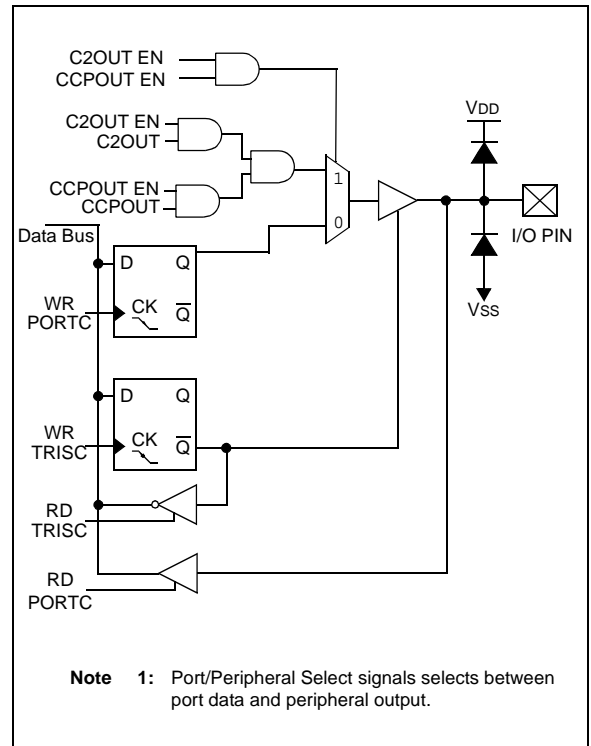 C2OUT EN
CCPOUT EN
C2OUT EN
C2OUT
CCPOUT EN
CCPOUT
1
0
VDD
I/O PIN
VSS
Data Bus
D Q
WR
PORTC
CK Q
D Q
WR
TRISC
CK Q
RD
TRISC
RD
PORTC
Note 1: Port/Peripheral Select signals selects between
port data and peripheral output.